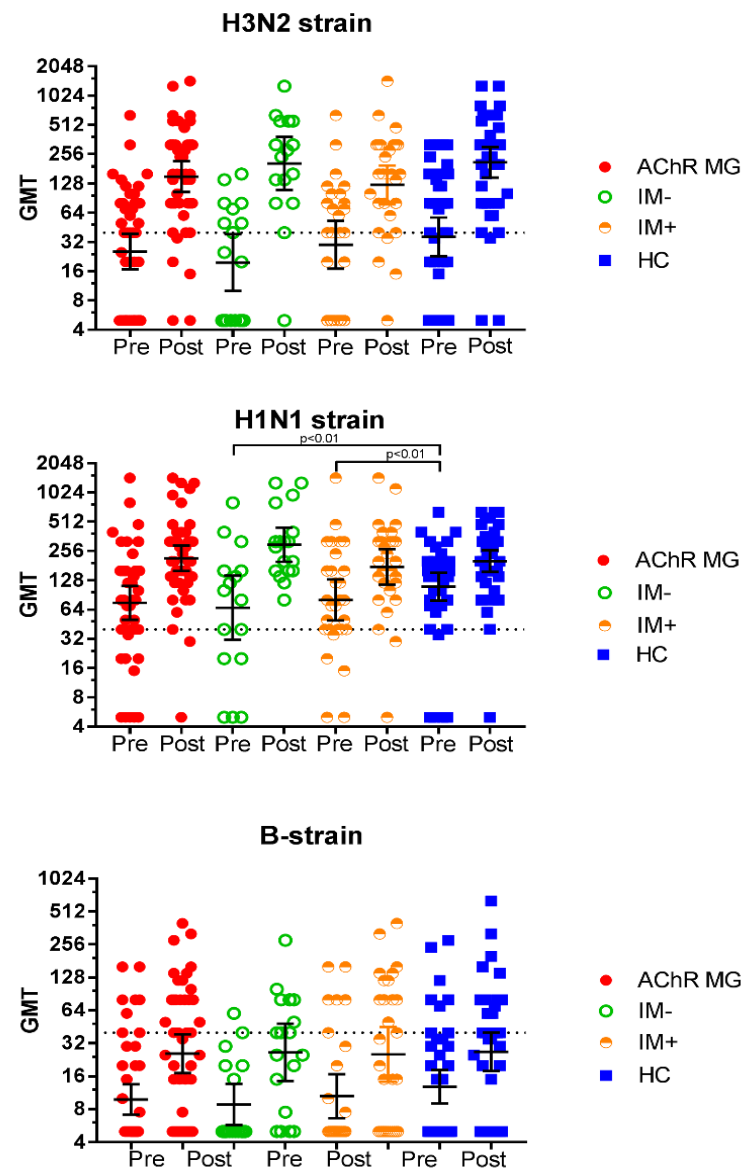 H3N2 strain
2048
1024
512
256
128
64
32
16
8
4
GMT
Pre Post Pre Post Pre Post Pre Post
AChR MG
IM-
IM+
HC
H1N1 strain
p<0.01
p<0.01
2048
1024
512
256
128
64
32
16
8
4
GMT
Pre Post Pre Post Pre Post Pre Post
AChR MG
IM-
IM+
HC
B-strain
1024
512
256
128
64
32
16
8
4
GMT
Pre Post Pre Post Pre Post Pre Post
AChR MG
IM-
IM+
HC